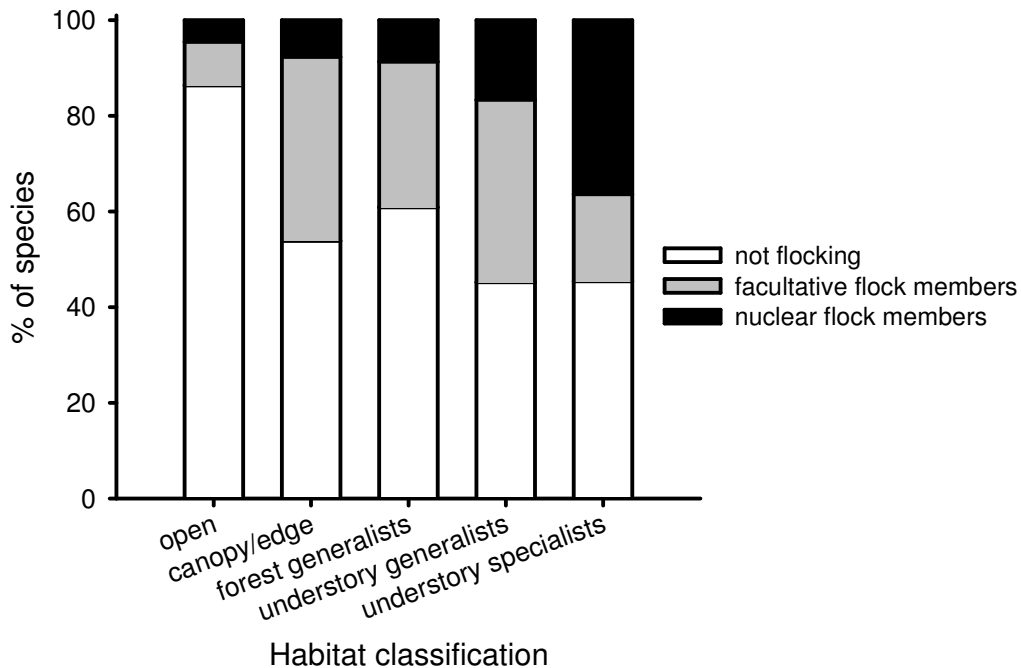 100
80
60
40
20
0
% of species
not flocking
facultative flock members
nuclear flock members
open
canopy/edge
forest generalists
understory generalists
understory specialists
Habitat classification